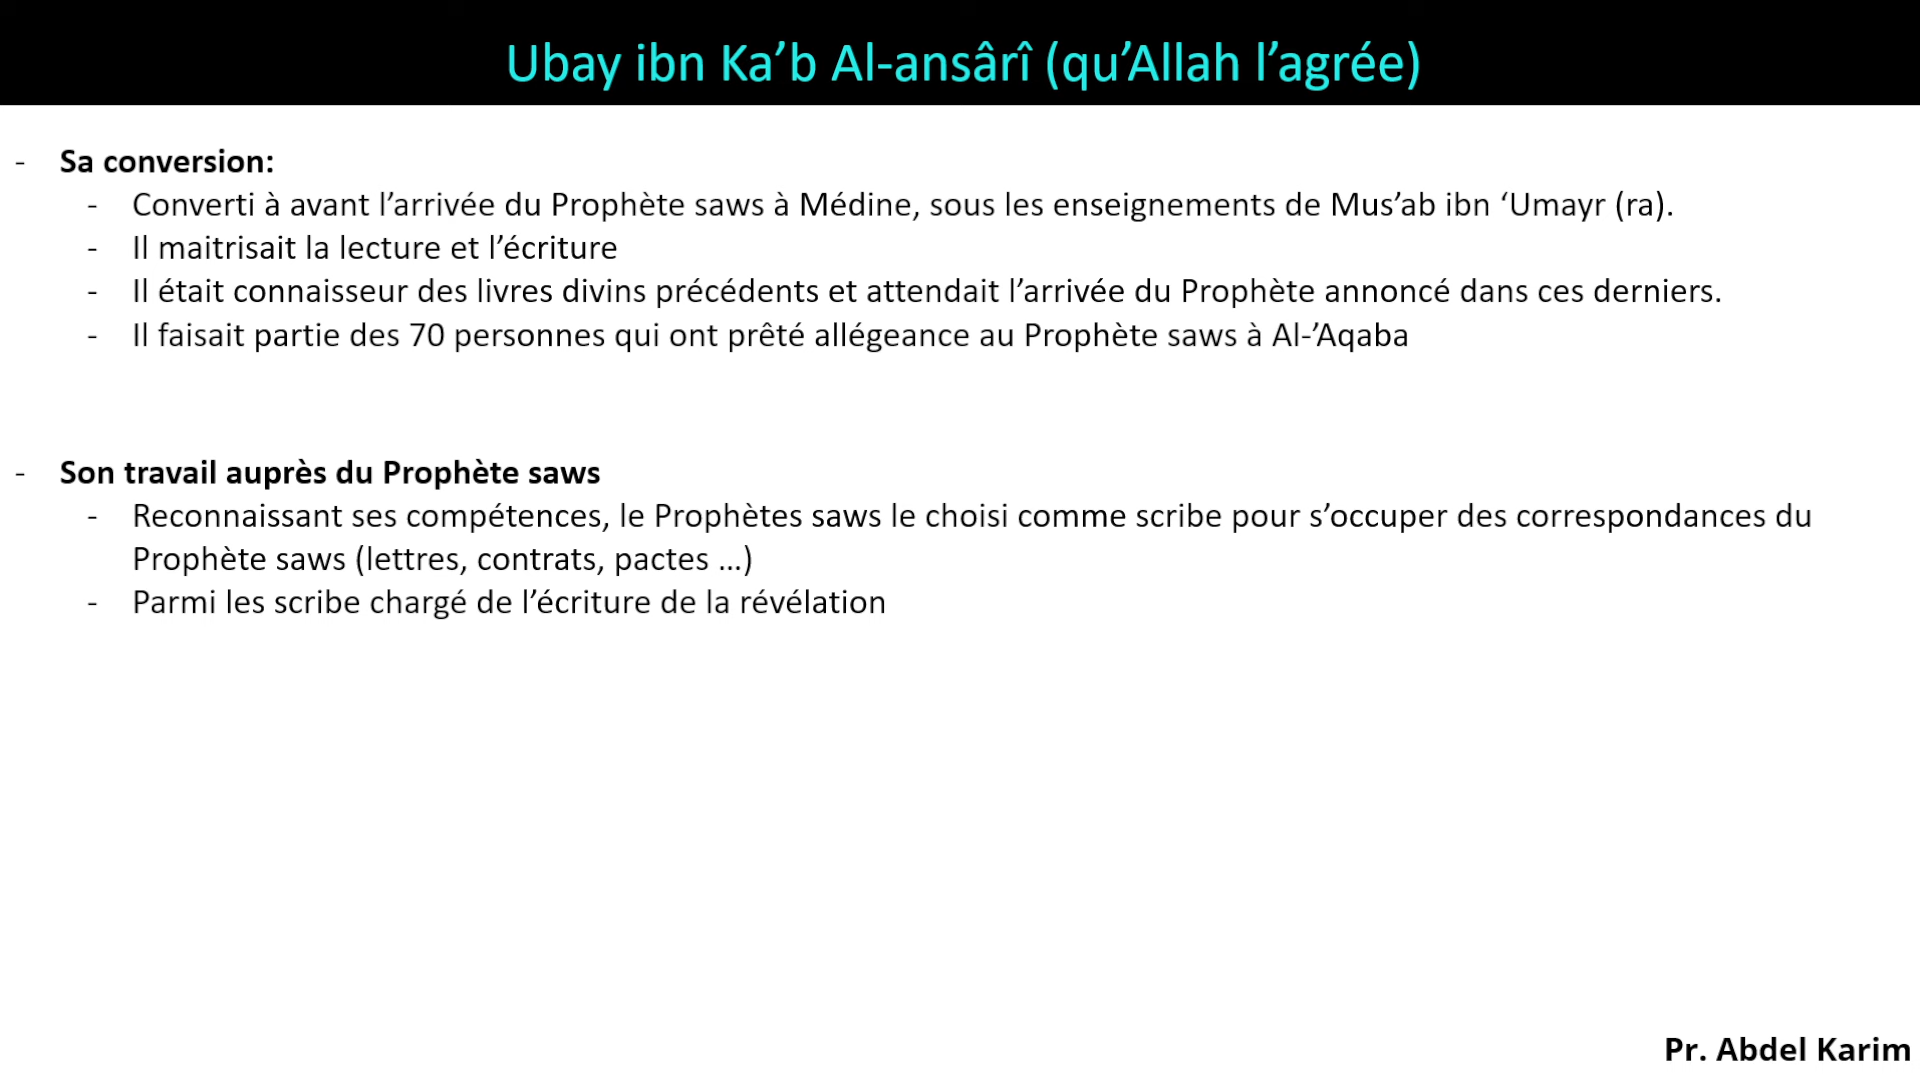 Ubay ibn Ka’b Al-ansârî (qu’Allah l’agrée)
- Sa conversion:
- Converti à avant l’arrivée du Prophète saws à Médine, sous les enseignements de Mus’ab ibn ‘Umayr (ra).
- Il maitrisait la lecture et l’écriture
- Il était connaisseur des livres divins précédents et attendait l’arrivée du Prophète annoncé dans ces derniers.
- Il faisait partie des 70 personnes qui ont prêté allégeance au Prophète saws à Al-’Aqaba
- Son travail auprès du Prophète saws
- Reconnaissant ses compétences, le Prophètes saws le choisi comme scribe pour s’occuper des correspondances du
Prophète saws (lettres, contrats, pactes …)
- Parmi les scribe chargé de l’écriture de la révélation
Pr. Abdel Karim